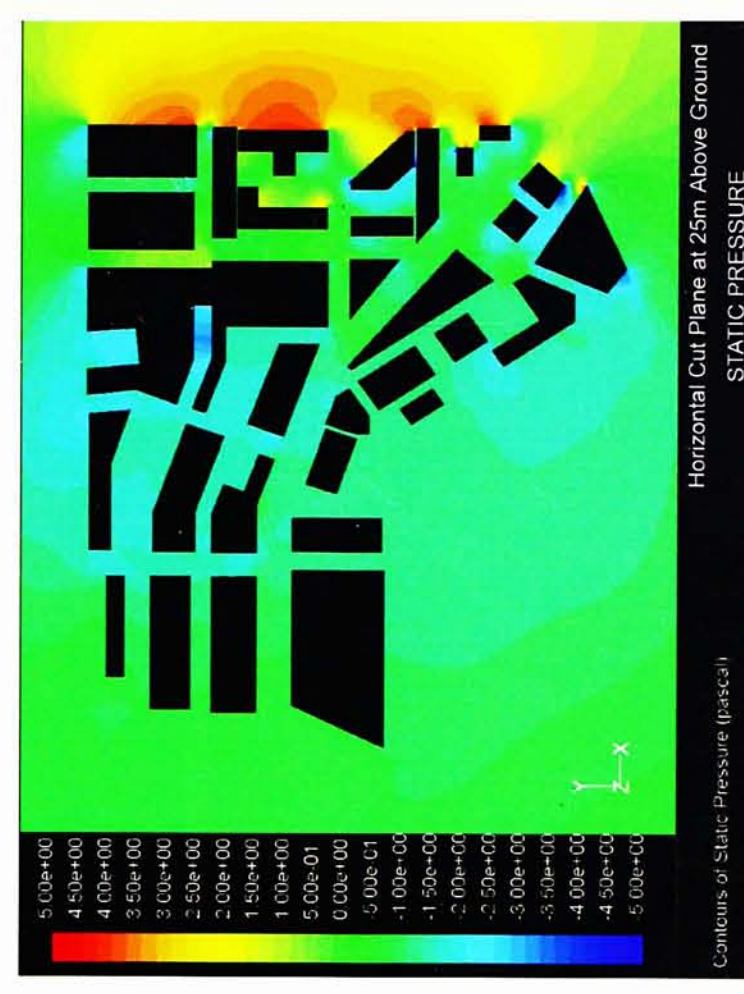 5.00e+00
4.50e+00
4.00e+00
3.50e+00
3.00e+00
2.50e+00
2.00e+00
1.50e+00
1.00e+00
5.00e-01
0.00e+00
-5.00e-01
-1.00e+00
-1.50e+00
-2.00e+00
-2.50e+00
-3.00e+00
-3.50e+00
-4.00e+00
-4.50e+00
-5.00e+00
Y
Z X
Horizontal Cut Plane at 25m Above Ground
STATIC PRESSURE
Contours of Static Pressure (pascal)